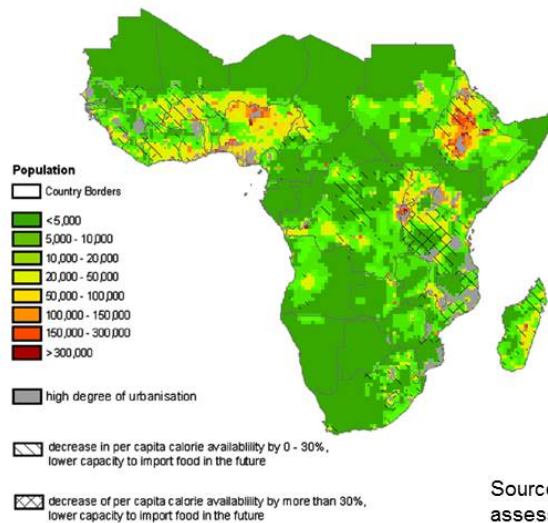 Population
Country Borders
<5,000
5,000 - 10,000
10,000 - 20,000
20,000 - 50,000
50,000 - 100,000
100,000 - 150,000
150,000 - 300,000
>300,000
high degree of urbanisation
decrease in per capita calorie availablility by 0 - 30%,
lower capacity to import food in the future
decrease of per capita calorie availablility by more than 30%,
lower capacity to import food in the future
Source
assess